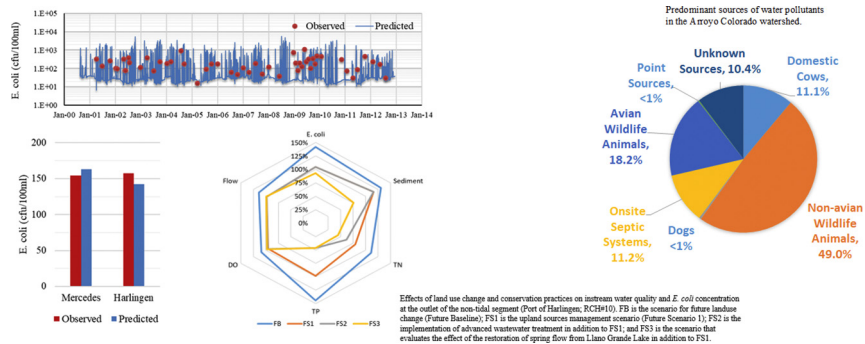 Observed Predicted
E. coli (cfu/100ml)
1.E+05
1.E+04
1.E+03
1.E+02
1.E+01
1.E+00
Jan-00 Jan-01 Jan-02 Jan-03 Jan-04 Jan-05 Jan-06 Jan-07 Jan-08 Jan-09 Jan-10 Jan-11 Jan-12 Jan-13 Jan-14
E. coli (cfu/100ml)
200
150
100
50
0
Mercedes Harlingen
Observed Predicted
E. coli
150%
125%
100%
75%
50%
25%
0%
Flow
Sediment
DO
TN
TP
FB FS1 FS2 FS3
Predominant sources of water pollutants
in the Arroyo Colorado watershed.
Unknown
Sources, 10.4%
Domestic
Cows,
11.1%
Point
Sources,
<1%
Avian
Wildlife
Animals,
18.2%
Onsite
Septic
Systems,
11.2%
Dogs
<1%
Non-avian
Wildlife
Animals,
49.0%
Effects of land use change and conservation practices on instream water quality and E. coli concentration
at the outlet of the non-tidal segment (Port of Harlingen; RCH#10). FB is the scenario for future landuse
change (Future Baseline); FS1 is the upland sources management scenario (Future Scenario 1); FS2 is the
implementation of advanced wastewater treatment in addition to FS1; and FS3 is the scenario that
evaluates the effect of the restoration of spring flow from Llano Grande Lake in addition to FS1.